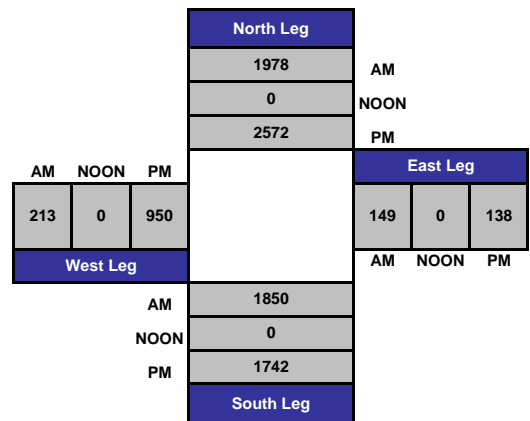 North Leg
1978 AM
0 NOON
2572 PM
AM NOON PM
East Leg
213 0 950
149 0 138
West Leg
AM NOON PM
AM 1850
NOON 0
PM 1742
South Leg